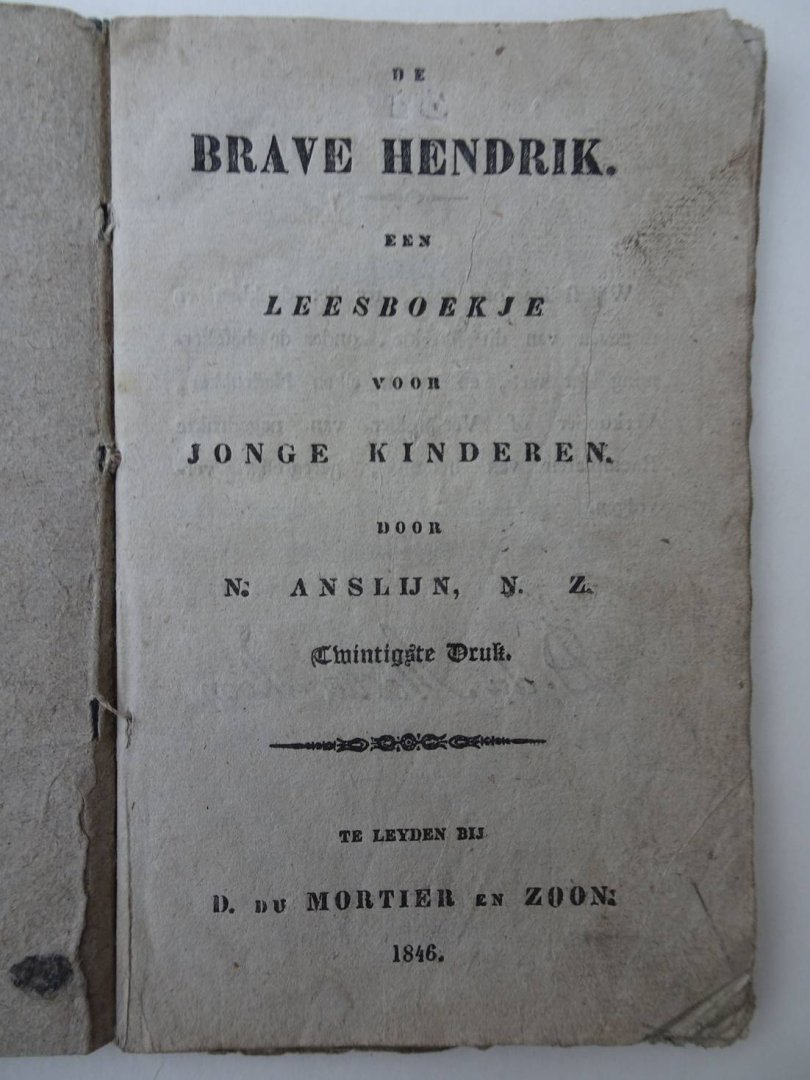 DE
BRAVE HENDRIK.
EEN
LEESBOEKJE
VOOR
JONGE KINDEREN.
DOOR
N. ANSLIJN, N. Z.
Twintigste Druk.
TE LEYDEN BIJ
D. DU MORTIER EN ZOON.
1846.